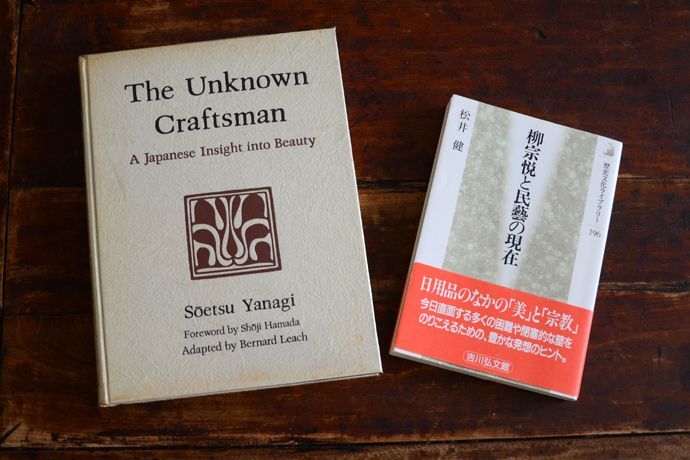 The Unknown
Craftsman
A Japanese Insight into Beauty
Sōetsu Yanagi
Foreword by Shōji Hamada
Adapted by Bernard Leach
歴史文化ライブラリー
196
柳宗悦と民藝の現在
松井 健
日用品のなかの「美」と「宗教」
今日直面する多くの困難や閉塞的な壁を
のりこえるための、豊かな発想のヒント。
吉川弘文館